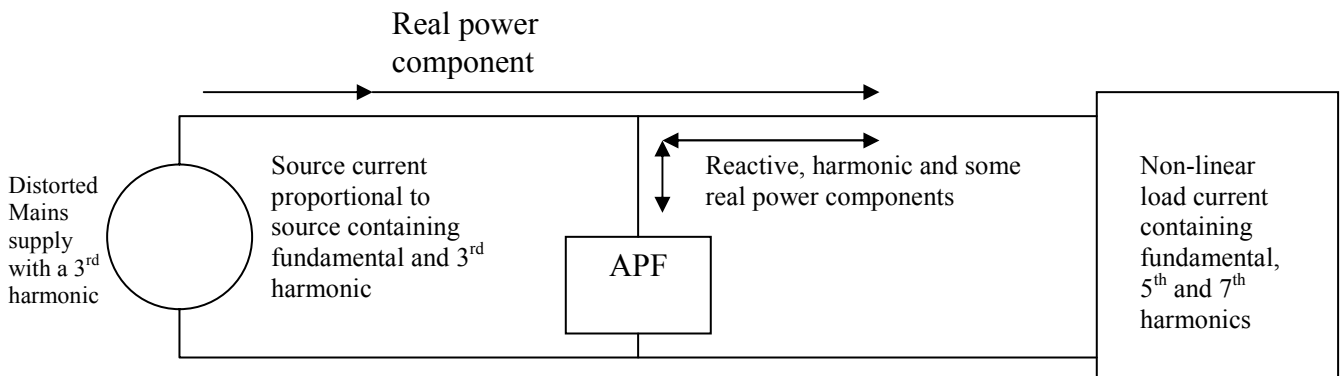 Real power
component
Distorted
Mains
supply
with a 3rd
harmonic
Source current
proportional to
source containing
fundamental and 3rd
harmonic
Reactive, harmonic and some
real power components
APF
Non-linear
load current
containing
fundamental,
5th and 7th
harmonics